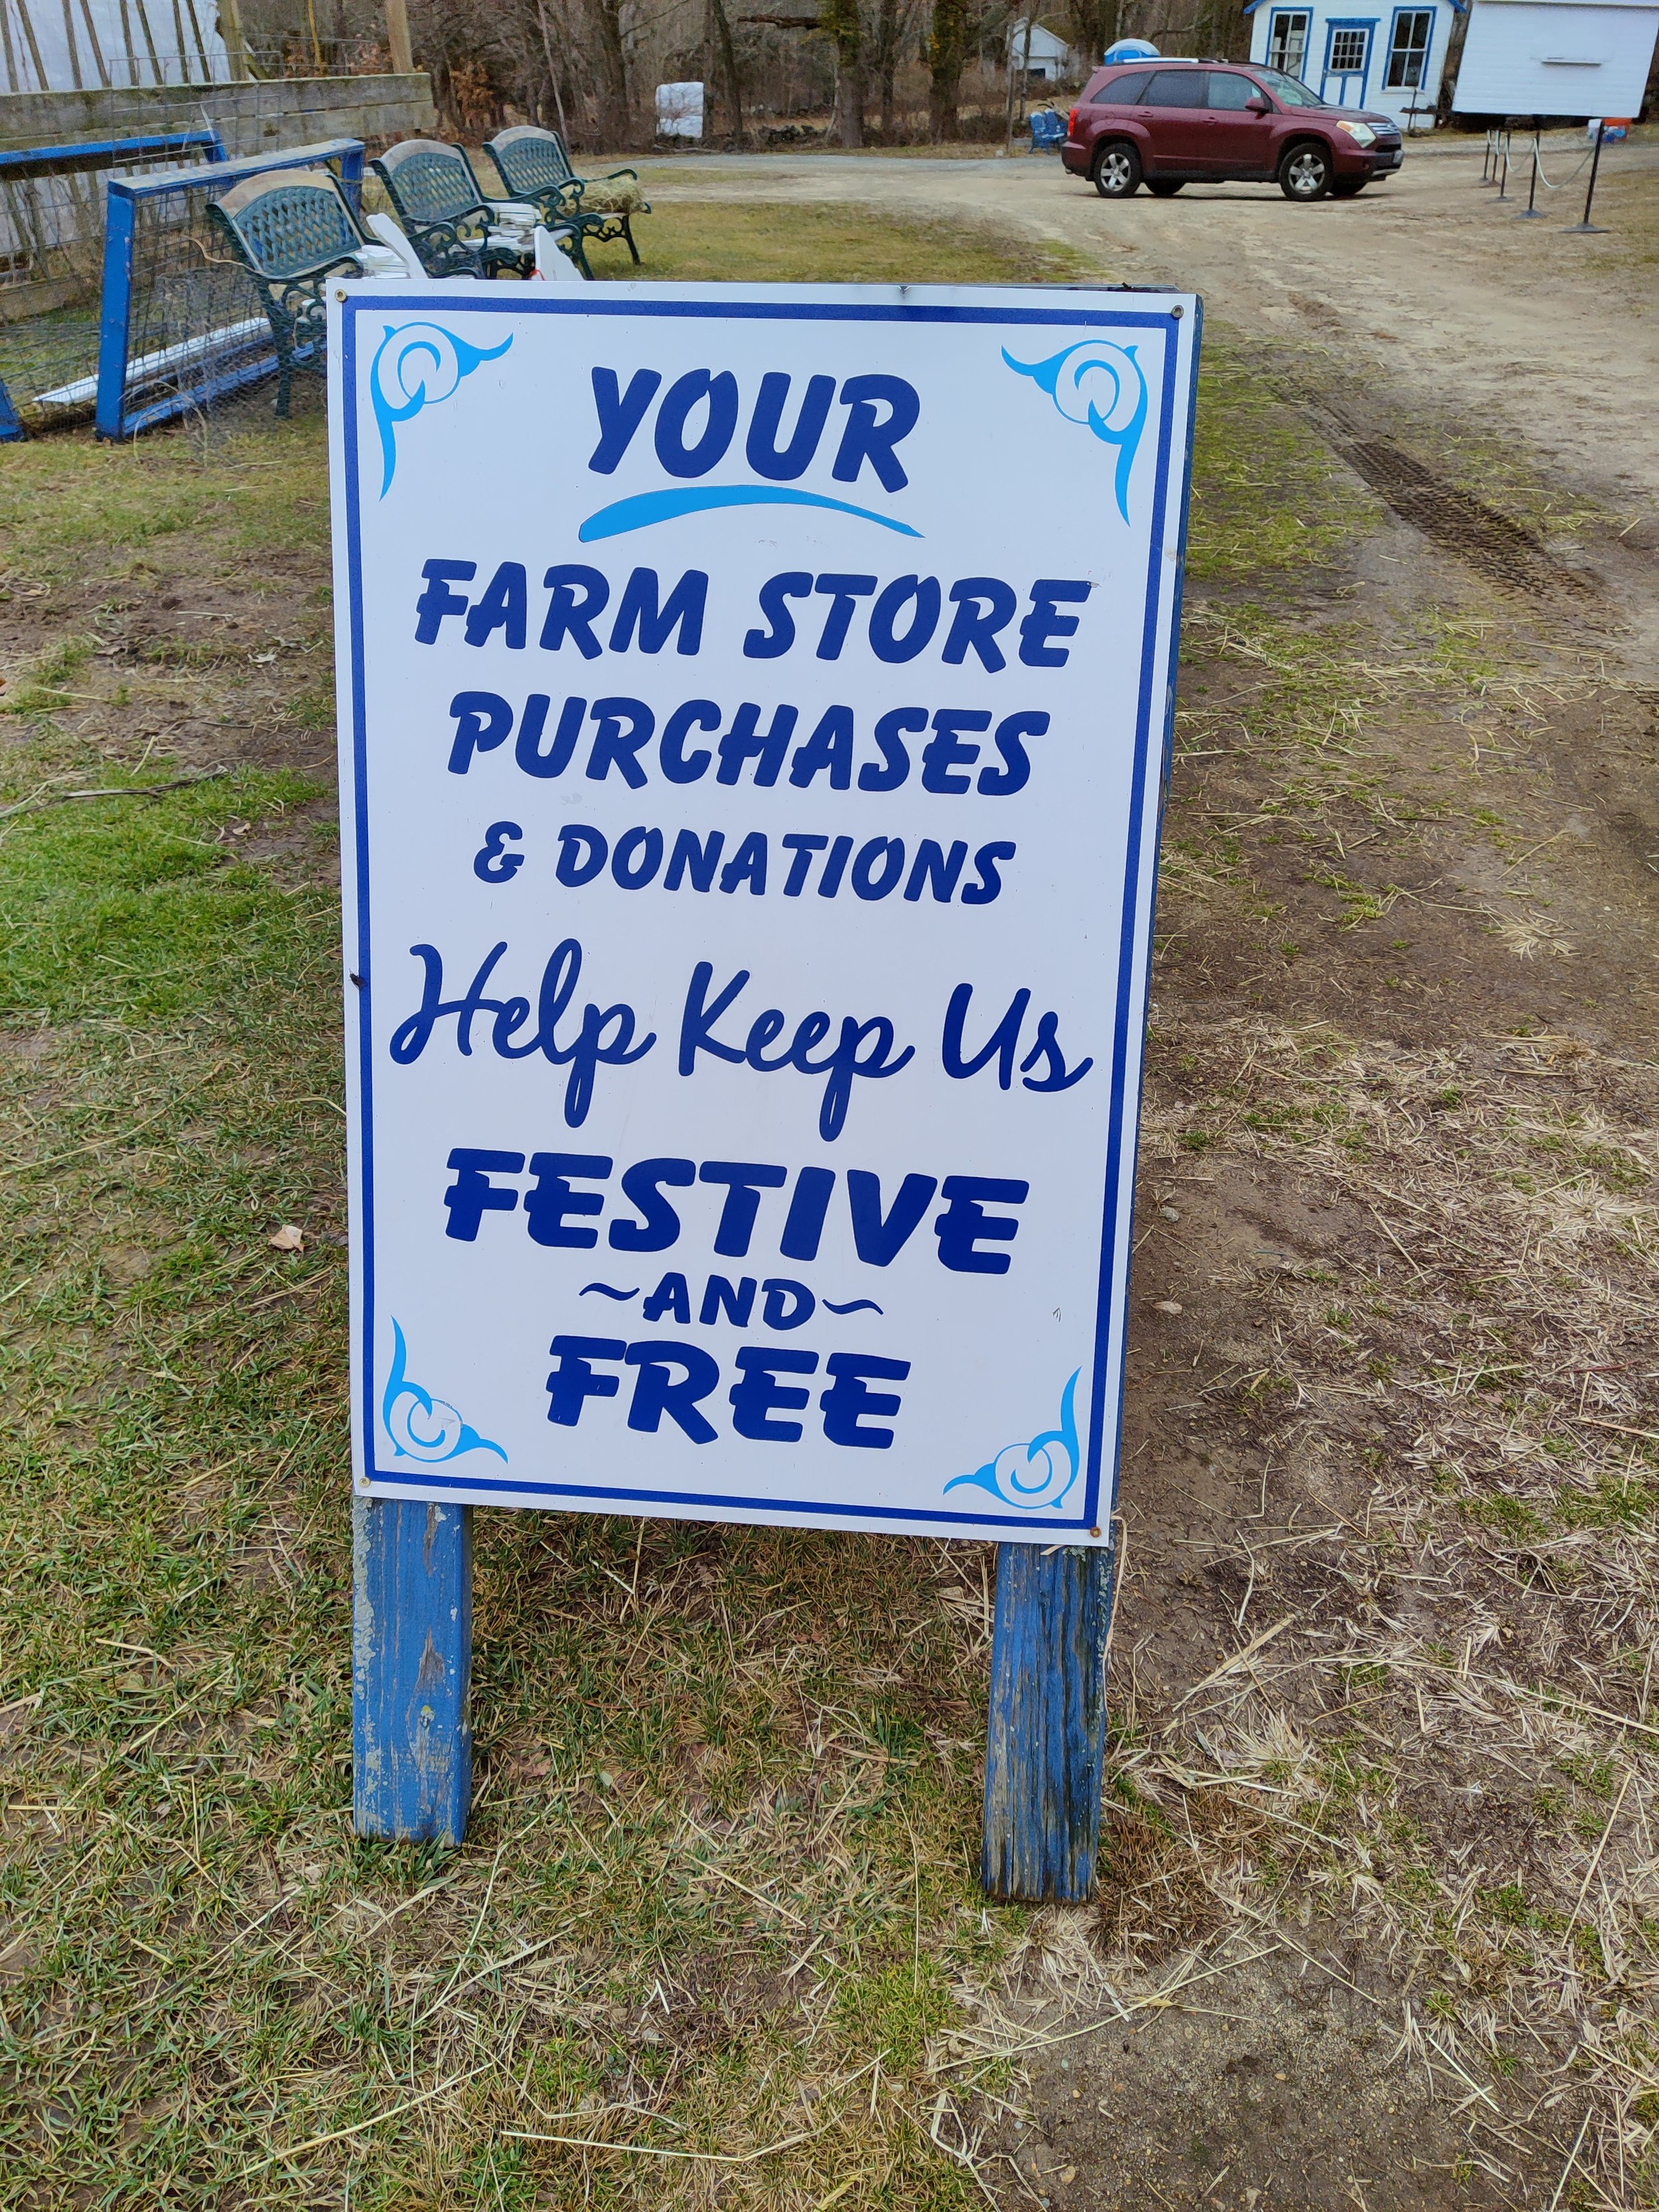 YOUR
FARM STORE
PURCHASES
& DONATIONS
Help Keep Us
FESTIVE
~AND~
FREE